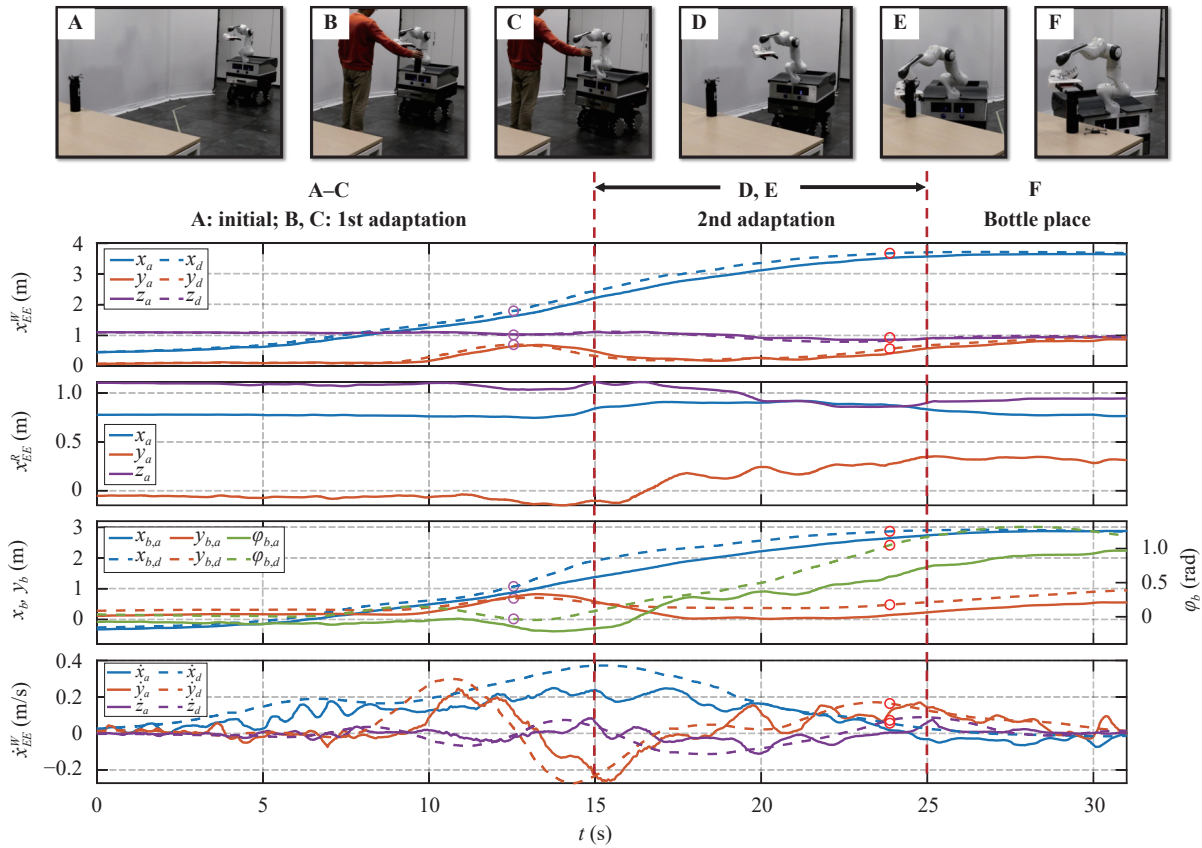 A B C D E F
A–C D, E F
A: initial; B, C: 1st adaptation 2nd adaptation Bottle place
x_EE^W (m)
4
3
2
1
0
x_a x_d
y_a y_d
z_a z_d
x_EE^R (m)
1.0
0.5
0
x_a
y_a
z_a
x_b, y_b (m)
3
2
1
0
x_b,a y_b,a φ_b,a
x_b,d y_b,d φ_b,d
1.0
0.5
0
φ_b (rad)
ẋ_EE^W (m/s)
0.4
0.2
0
−0.2
ẋ_a ẋ_d
ẏ_a ẏ_d
ż_a ż_d
0 5 10 15 20 25 30
t (s)